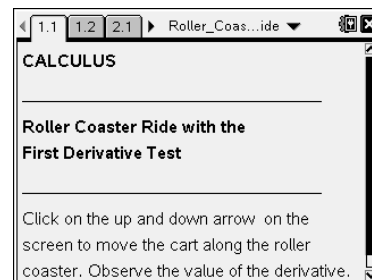 1.1 1.2 2.1 Roller_Coas...ide
CALCULUS
Roller Coaster Ride with the
First Derivative Test
Click on the up and down arrow on the
screen to move the cart along the roller
coaster. Observe the value of the derivative.